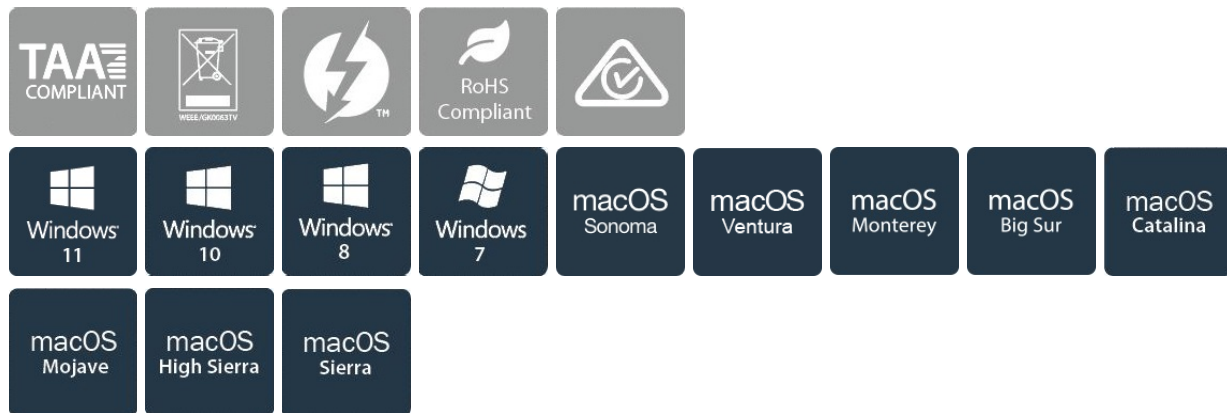 TAA
COMPLIANT
WEEE/GK0063TV
TM
RoHS
Compliant
Windows
11
Windows
10
Windows
8
Windows
7
macOS
Sonoma
macOS
Ventura
macOS
Monterey
macOS
Big Sur
macOS
Catalina
macOS
Mojave
macOS
High Sierra
macOS
Sierra